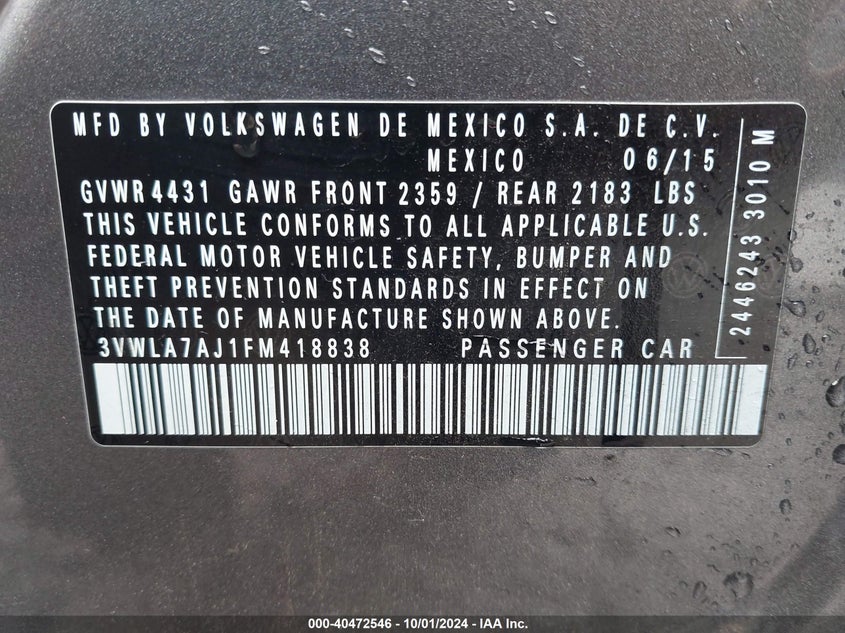 MFD BY VOLKSWAGEN DE MEXICO S.A. DE C.V.
MEXICO 06/15
GVWR 4431 GAWR FRONT 2359 / REAR 2183 LBS
THIS VEHICLE CONFORMS TO ALL APPLICABLE U.S.
FEDERAL MOTOR VEHICLE SAFETY, BUMPER AND
THEFT PREVENTION STANDARDS IN EFFECT ON
THE DATE OF MANUFACTURE SHOWN ABOVE.
3VWLA7AJ1FM418838 PASSENGER CAR
2446243 3010 M
000-40472546 - 10/01/2024 - IAA Inc.